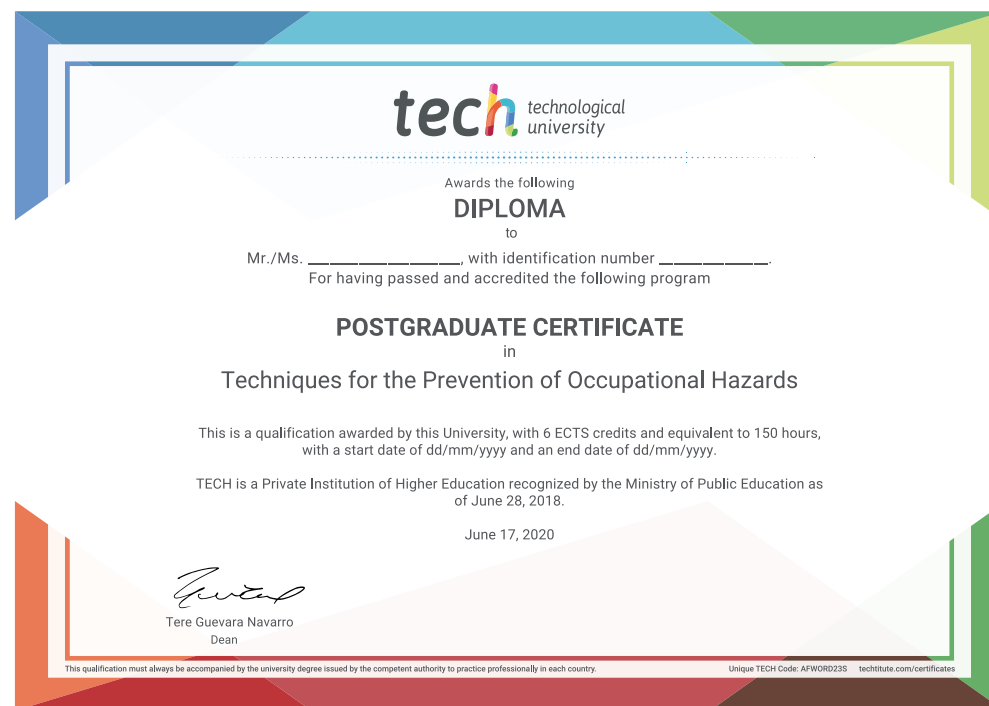 tech technological
university
Awards the following
DIPLOMA
to
Mr./Ms. ____________________, with identification number ______________.
For having passed and accredited the following program
POSTGRADUATE CERTIFICATE
in
Techniques for the Prevention of Occupational Hazards
This is a qualification awarded by this University, with 6 ECTS credits and equivalent to 150 hours,
with a start date of dd/mm/yyyy and an end date of dd/mm/yyyy.
TECH is a Private Institution of Higher Education recognized by the Ministry of Public Education as
of June 28, 2018.
June 17, 2020
Tere Guevara Navarro
Dean
This qualification must always be accompanied by the university degree issued by the competent authority to practice professionally in each country.
Unique TECH Code: AFWORD23S techtitute.com/certificates